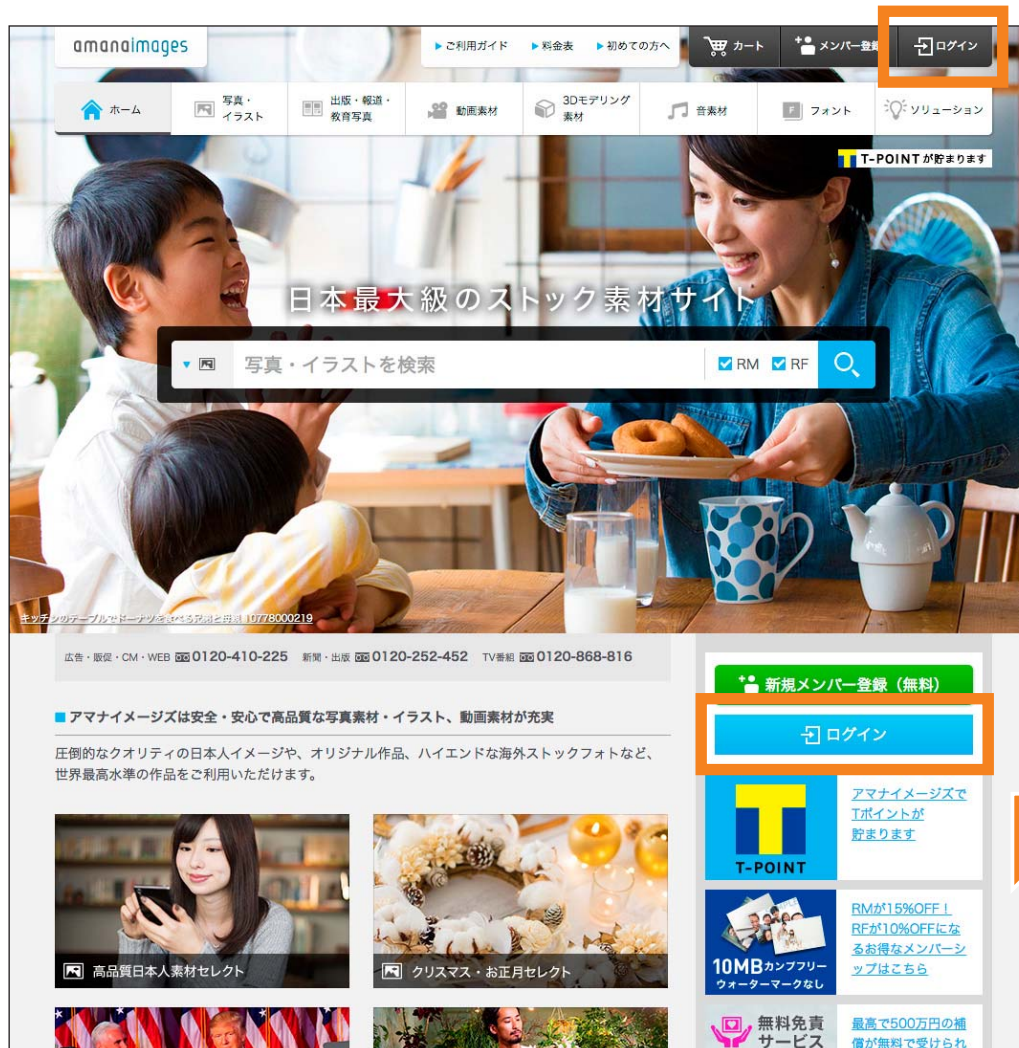 amanaimages
▶ご利用ガイド ▶料金表 ▶初めての方へ
カート
メンバー登録
ログイン
ホーム
写真・
イラスト
出版・報道・
教育写真
動画素材
3Dモデリング
素材
音素材
F フォント
ソリューション
T-POINTが貯まります
日本最大級のストック素材サイト
写真・イラストを検索
RM RF
キッチンのテーブルでドーナツを食べる兄弟と母親 10778000219
広告・販促・CM・WEB 0120-410-225 新聞・出版 0120-252-452 TV番組 0120-868-816
新規メンバー登録（無料）
ログイン
■アマナイメージズは安全・安心で高品質な写真素材・イラスト、動画素材が充実
圧倒的なクオリティの日本人イメージや、オリジナル作品、ハイエンドな海外ストックフォトなど、
世界最高水準の作品をご利用いただけます。
高品質日本人素材セレクト
クリスマス・お正月セレクト
T-POINT
アマナイメージズで
Tポイントが
貯まります
10MBカンプフリー
ウォーターマークなし
RMが15%OFF！
RFが10%OFFにな
るお得なメンバーシ
ップはこちら
無料免責
サービス
最高で500万円の補
償が無料で受けられ